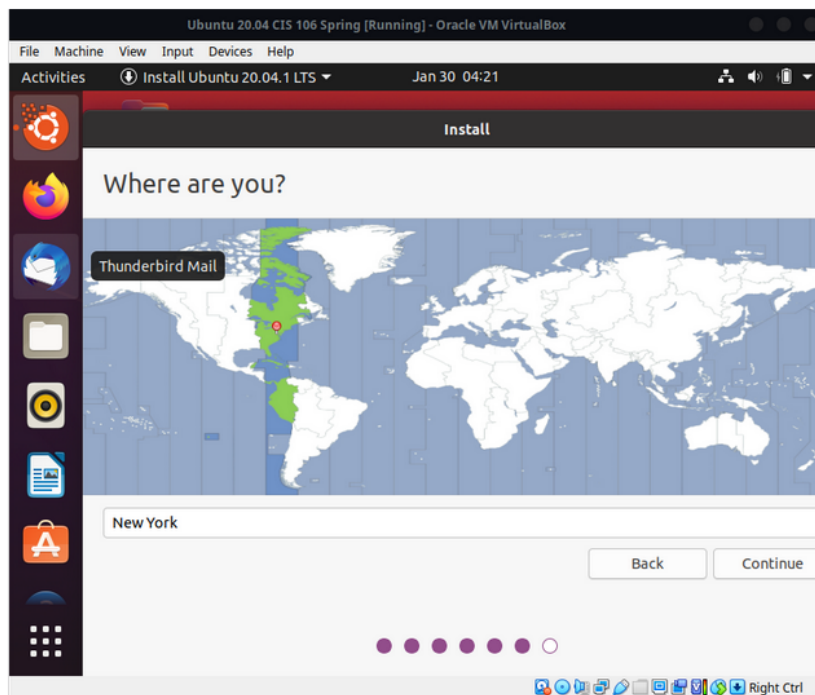 Ubuntu 20.04 CIS 106 Spring [Running] - Oracle VM VirtualBox
File Machine View Input Devices Help
Activities Install Ubuntu 20.04.1 LTS Jan 30 04:21
Install
Where are you?
Thunderbird Mail
New York
Back Continue
Right Ctrl